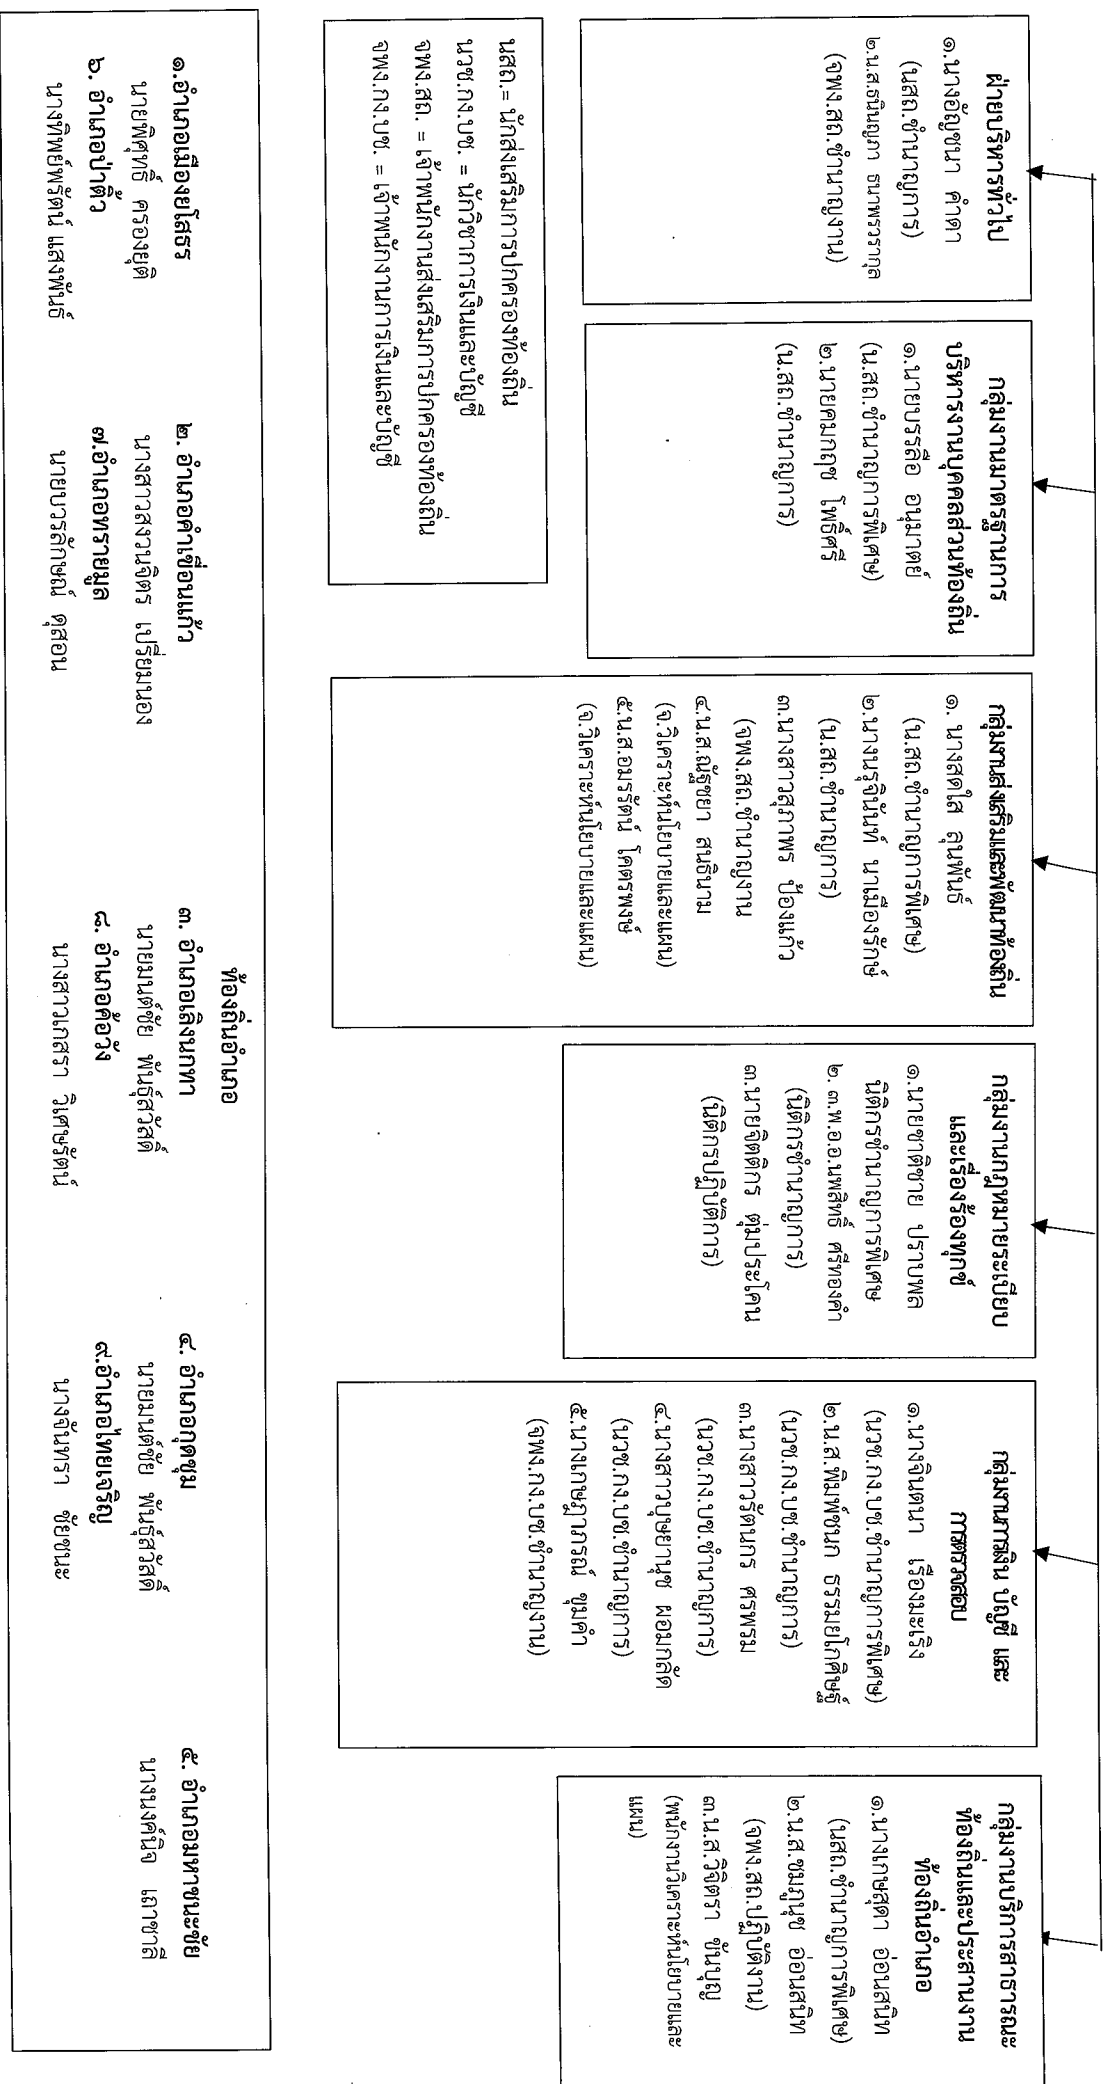 ฝ่ายบริหารทั่วไป
๑.นางอัญชนา คำดา
(นสถ.ชำนาญการ)
๒.น.ส.ธนินญภา ธนาพรวรากุล
(จพง.สถ.ชำนาญงาน)
กลุ่มงานมาตรฐานการ
บริหารงานบุคคลส่วนท้องถิ่น
๑.นายบรรลือ อนุมาตย์
(น.สถ.ชำนาญการพิเศษ)
๒.นายคมกฤช โพธิ์ศรี
(น.สถ.ชำนาญการ)
กลุ่มงานส่งเสริมและพัฒนาท้องถิ่น
๑. นางสดใส ลุนพันธ์
(น.สถ.ชำนาญการพิเศษ)
๒.นางนรุจินันท์ นาเมืองรักษ์
(น.สถ.ชำนาญการ)
๓.นางสาวสุภาพร ป้องแก้ว
(จพง.สถ.ชำนาญงาน
๔.น.ส.ณัฐชยา สนธินาม
(จ.วิเคราะห์นโยบายและแผน)
๕.น.ส.อมรรัตน์ โคตรพงษ์
(จ.วิเคราะห์นโยบายและแผน)
กลุ่มงานกฎหมายระเบียบ
และเรื่องร้องทุกข์
๑.นายชาติชาย ปราบพล
นิติกรชำนาญการพิเศษ
๒. ๓.พ.อ.อ.นพสิทธิ์ ศรีทองคำ
(นิติกรชำนาญการ)
๓.นายจิตติกร ตุ่มประโคน
(นิติกรปฏิบัติการ)
กลุ่มงานการเงิน บัญชี และ
การตรวจสอบ
๑.นางจินตนา เรืองมะเริง
(นวช.กง.บช.ชำนาญการพิเศษ)
๒.น.ส.พิมพ์ชนก ธรรมยโกศิษฐ์
(นวช.กง.บช.ชำนาญการ)
๓.นางสาวรัตนกร ศรพรม
(นวช.กง.บช.ชำนาญการ)
๔.นางสาวบุษยานุช ผอมกลัด
(นวช.กง.บช.ชำนาญการ)
๕.นางเกษฎาภรณ์ ขุมคำ
(จพง.กง.บช.ชำนาญงาน)
กลุ่มงานบริการสาธารณะ
ท้องถิ่นและประสานงาน
ท้องถิ่นอำเภอ
๑.นางเกษสุดา อ่อนสนิท
(นสถ.ชำนาญการพิเศษ)
๒.น.ส.ชมภูนุช อ่อนสนิท
(จพง.สถ.ปฏิบัติงาน)
๓.น.ส.วิจิตรา ขันบุญ
(พนักงานวิเคราะห์นโยบายและ
แผน)
นสถ.= นักส่งเสริมการปกครองท้องถิ่น
นวช.กง.บช. = นักวิชาการเงินและบัญชี
จพง.สถ. = เจ้าพนักงานส่งเสริมการปกครองท้องถิ่น
จพง.กง.บช. = เจ้าพนักงานการเงินและบัญชี
ท้องถิ่นอำเภอ
๑.อำเภอเมืองยโสธร
นายพิศุทธิ์ ครองยุติ
๒. อำเภอคำเขื่อนแก้ว
นางสาวสงวนจิตร เปรียมนอง
๓. อำเภอเลิงนกทา
นายมนต์ชัย พันธุ์สวัสดิ์
๔. อำเภอกุดชุม
นายมนต์ชัย พันธุ์สวัสดิ์
๕. อำเภอมหาชนะชัย
นางนงค์นิจ เถาชาลี
๖. อำเภอป่าติ้ว
นางทิพย์พรัตน์ แสงพันธ์
๗.อำเภอทรายมูล
นายบวรลักษณ์ ดุสอน
๘. อำเภอค้อวัง
นางสาวเกสรา วิเศษรัตน์
๙.อำเภอไทยเจริญ
นางจันทรา ชัยชนะ